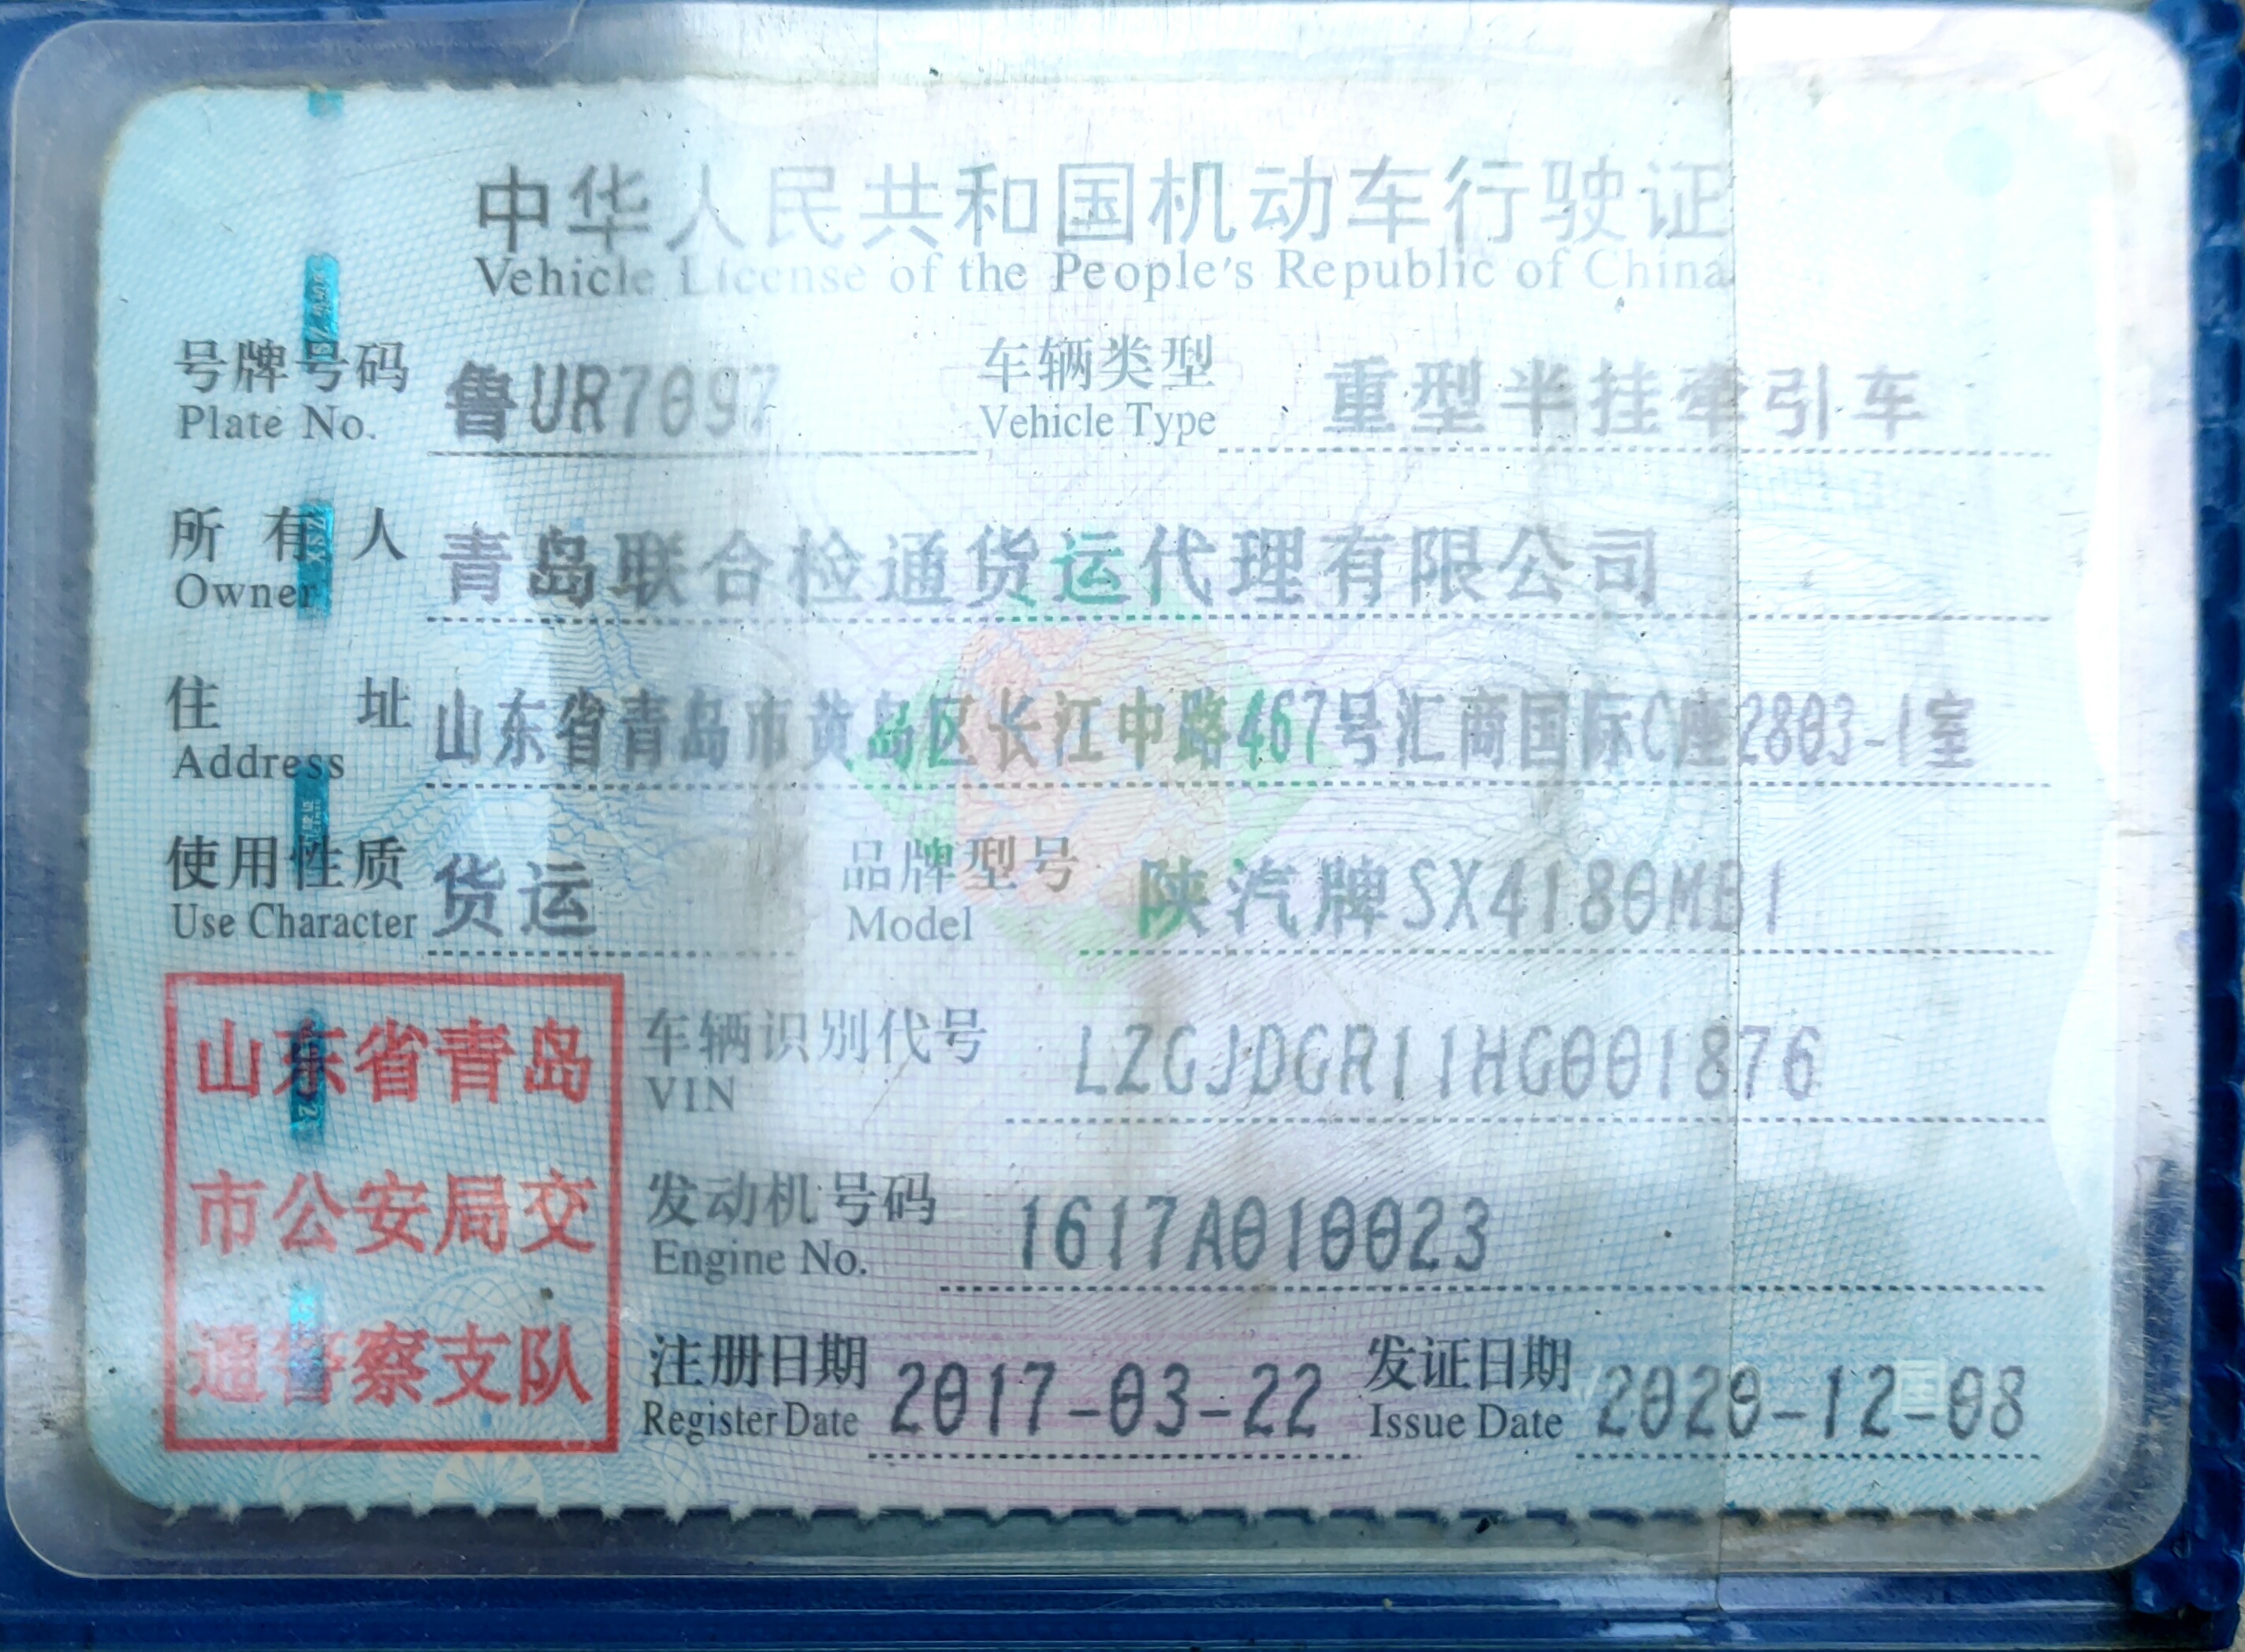 中华人民共和国机动车行驶证
Vehicle License of the People's Republic of China
号牌号码 鲁UR7097 车辆类型 重型半挂牵引车
Plate No. Vehicle Type
所有人 青岛联合检通货运代理有限公司
Owner
住址 山东省青岛市黄岛区长江中路467号汇商国际C座2803-1室
Address
使用性质 货运 品牌型号 陕汽牌SX4180MB1
Use Character Model
山东省青岛
市公安局交
通警察支队
车辆识别代号 LZGJDGR11HG001876
VIN
发动机号码 1617A010023
Engine No.
注册日期 2017-03-22 发证日期 2020-12-08
Register Date Issue Date